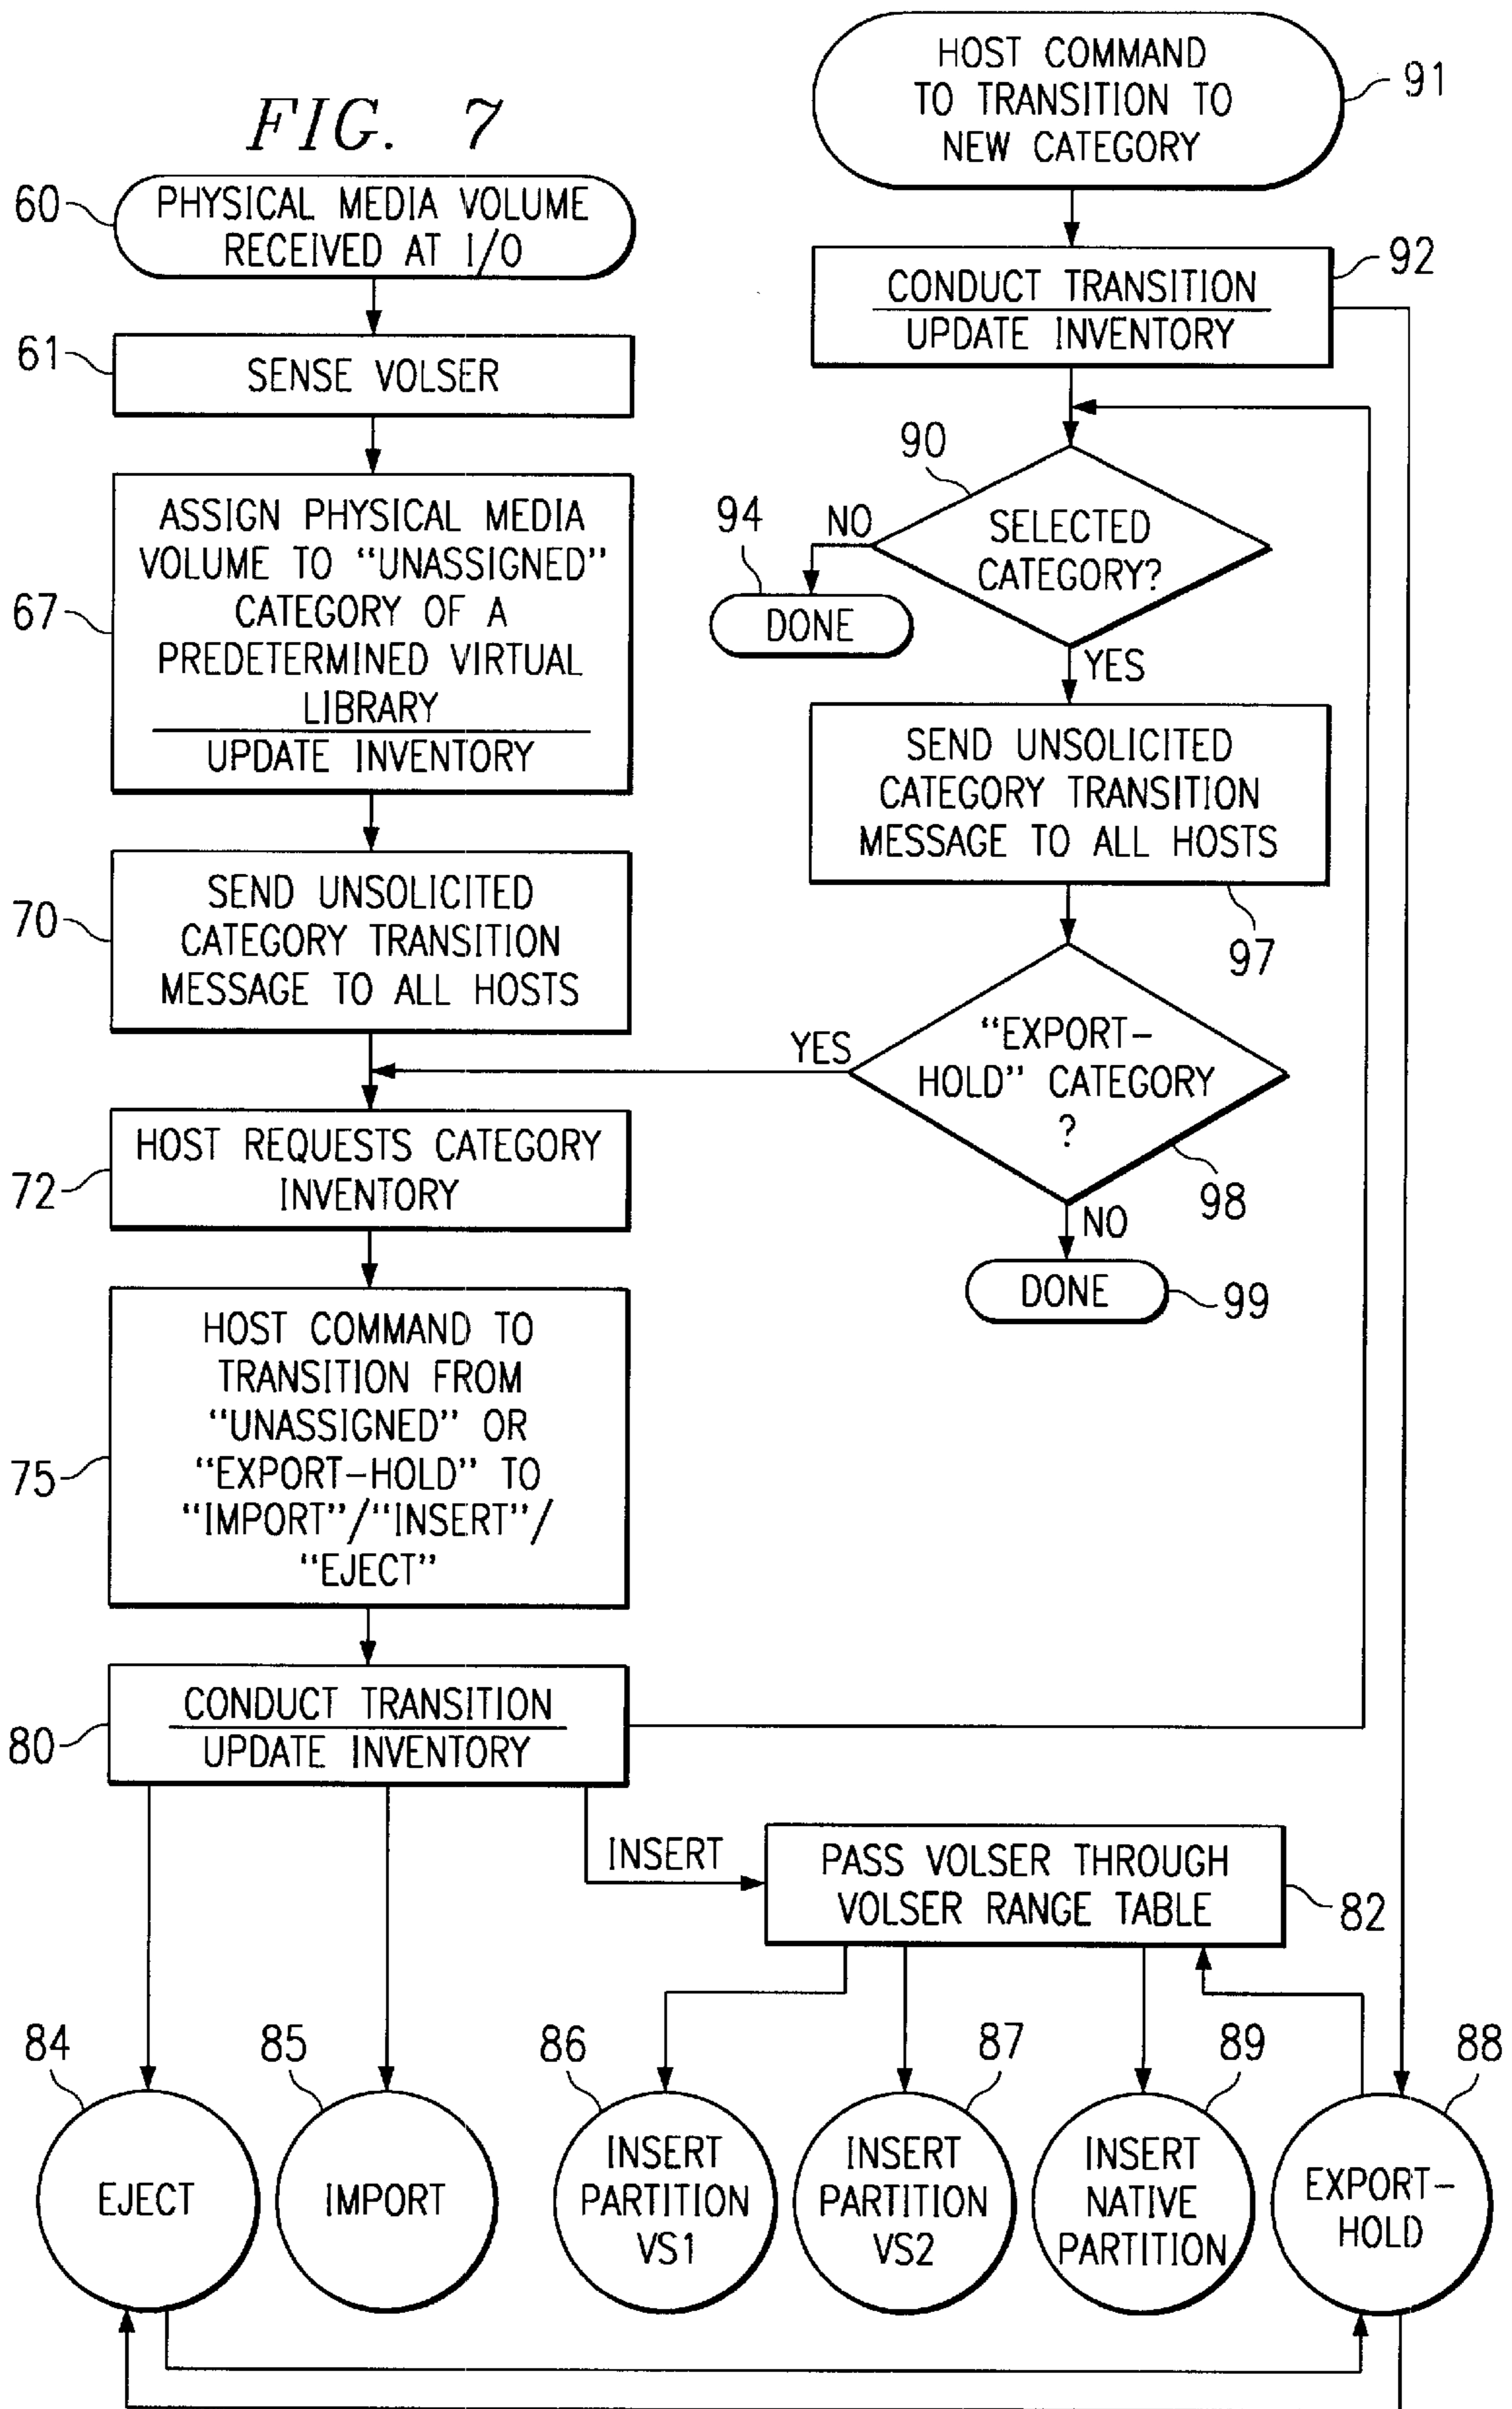 FIG. 7
60
PHYSICAL MEDIA VOLUME
RECEIVED AT I/O
61
SENSE VOLSER
67
ASSIGN PHYSICAL MEDIA
VOLUME TO “UNASSIGNED”
CATEGORY OF A
PREDETERMINED VIRTUAL
LIBRARY
UPDATE INVENTORY
70
SEND UNSOLICITED
CATEGORY TRANSITION
MESSAGE TO ALL HOSTS
72
HOST REQUESTS CATEGORY
INVENTORY
75
HOST COMMAND TO
TRANSITION FROM
“UNASSIGNED” OR
“EXPORT-HOLD” TO
“IMPORT”/“INSERT”/
“EJECT”
80
CONDUCT TRANSITION
UPDATE INVENTORY
HOST COMMAND
TO TRANSITION TO
NEW CATEGORY
91
CONDUCT TRANSITION
UPDATE INVENTORY
92
90
SELECTED
CATEGORY?
NO
94
DONE
YES
SEND UNSOLICITED
CATEGORY TRANSITION
MESSAGE TO ALL HOSTS
97
“EXPORT-
HOLD” CATEGORY
?
98
YES
NO
DONE
99
INSERT
PASS VOLSER THROUGH
VOLSER RANGE TABLE
82
84
EJECT
85
IMPORT
86
INSERT
PARTITION
VS1
87
INSERT
PARTITION
VS2
89
INSERT
NATIVE
PARTITION
88
EXPORT-
HOLD